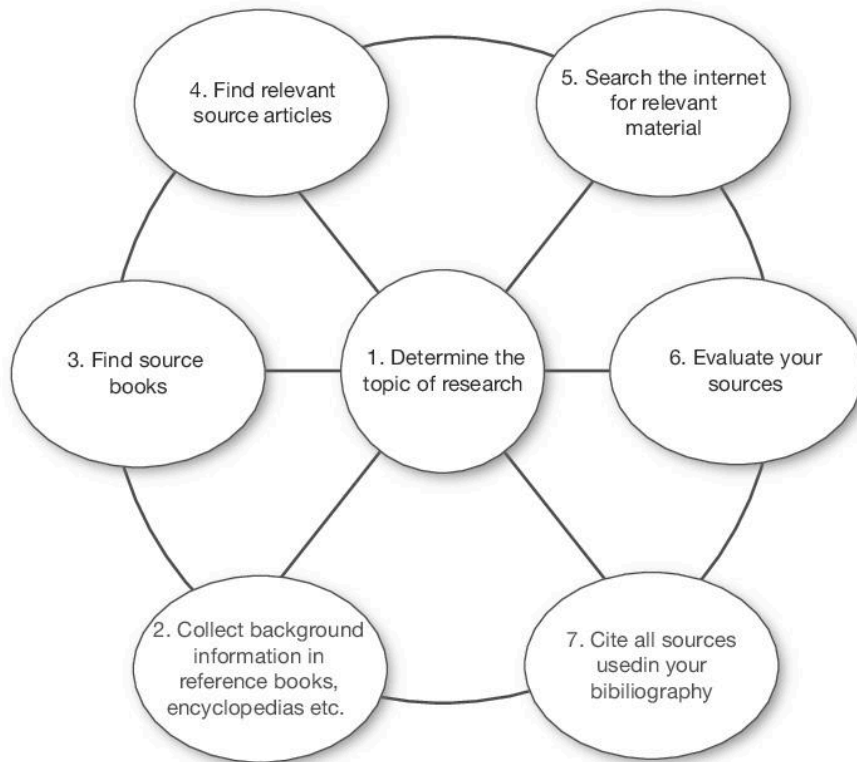 1. Determine the
topic of research
2. Collect background
information in
reference books,
encyclopedias etc.
3. Find source
books
4. Find relevant
source articles
5. Search the internet
for relevant
material
6. Evaluate your
sources
7. Cite all sources
usedin your
bibiliography